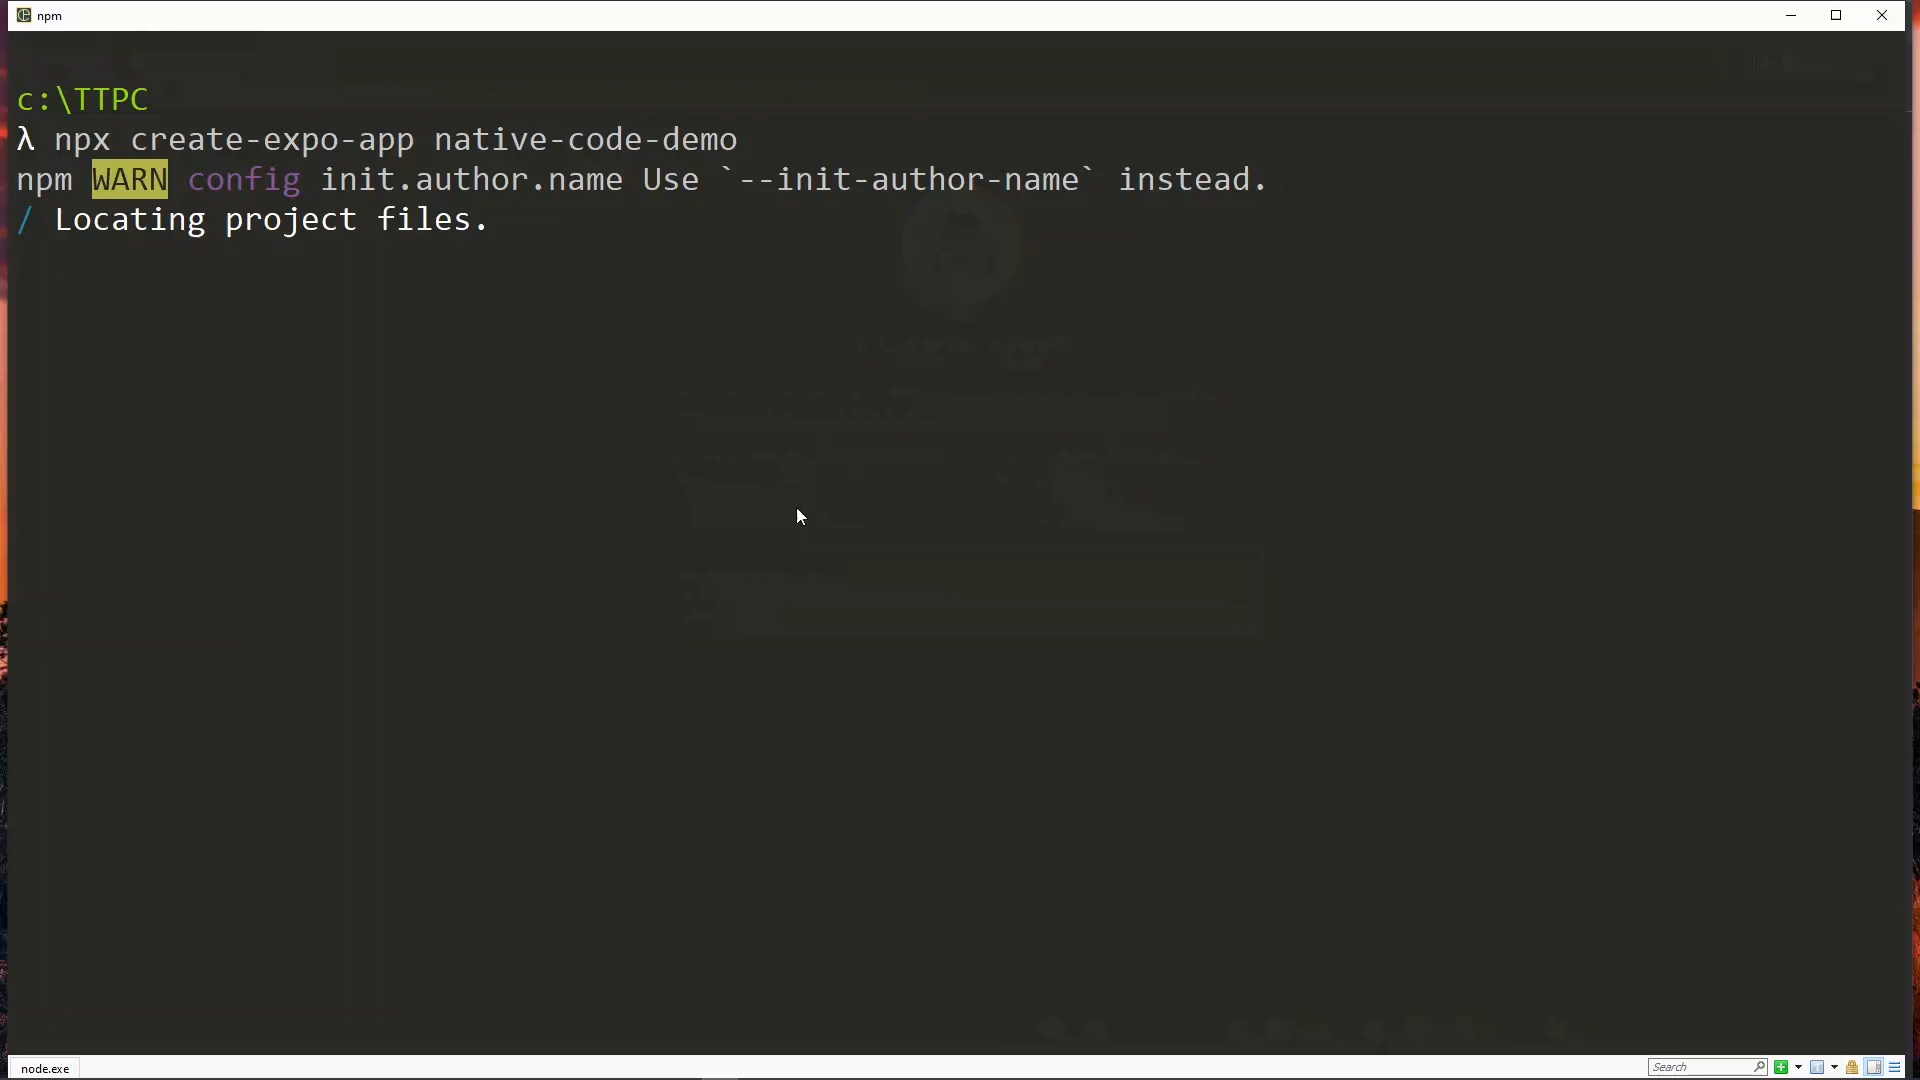 npm
c:\TTPC
λ npx create-expo-app native-code-demo
npm WARN config init.author.name Use `--init-author-name` instead.
/ Locating project files.
node.exe
Search